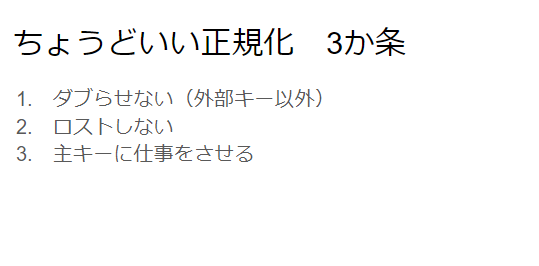 ちょうどいい正規化　3か条
1. ダブらせない（外部キー以外）
2. ロストしない
3. 主キーに仕事をさせる